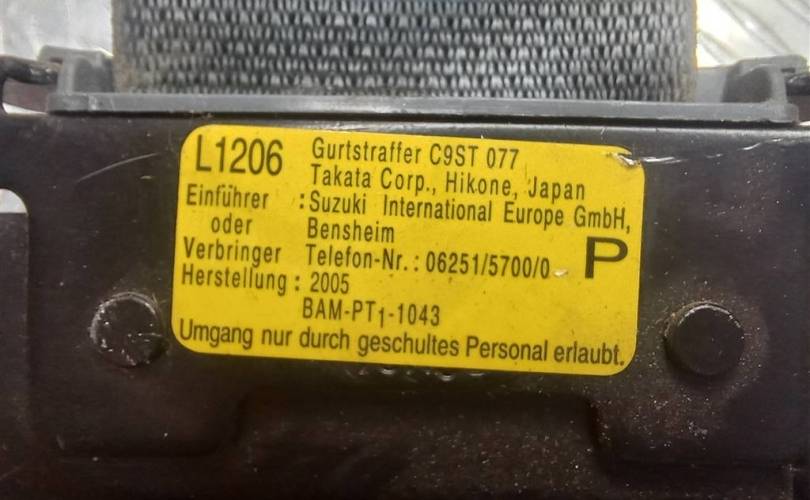 L1206 Gurtstraffer C9ST 077
Takata Corp., Hikone, Japan
Einführer : Suzuki International Europe GmbH,
oder Bensheim
Verbringer Telefon-Nr.: 06251/5700/0 P
Herstellung : 2005
BAM-PT1-1043
Umgang nur durch geschultes Personal erlaubt.